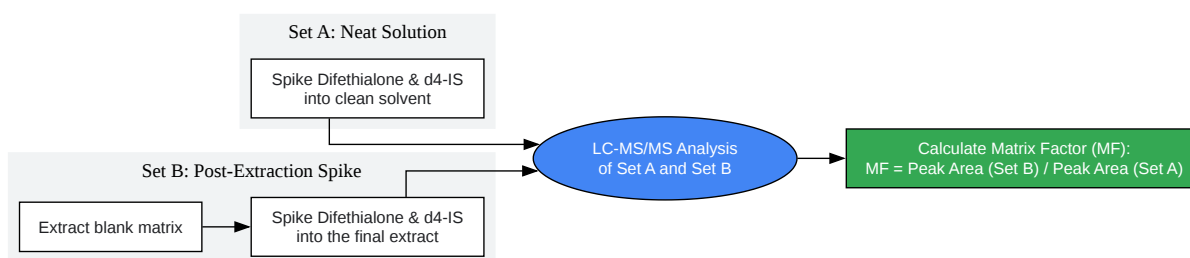 Set A: Neat Solution
Spike Difethialone & d4-IS
into clean solvent
LC-MS/MS Analysis
of Set A and Set B
Calculate Matrix Factor (MF):
MF = Peak Area (Set B) / Peak Area (Set A)
Set B: Post-Extraction Spike
Extract blank matrix
Spike Difethialone & d4-IS
into the final extract